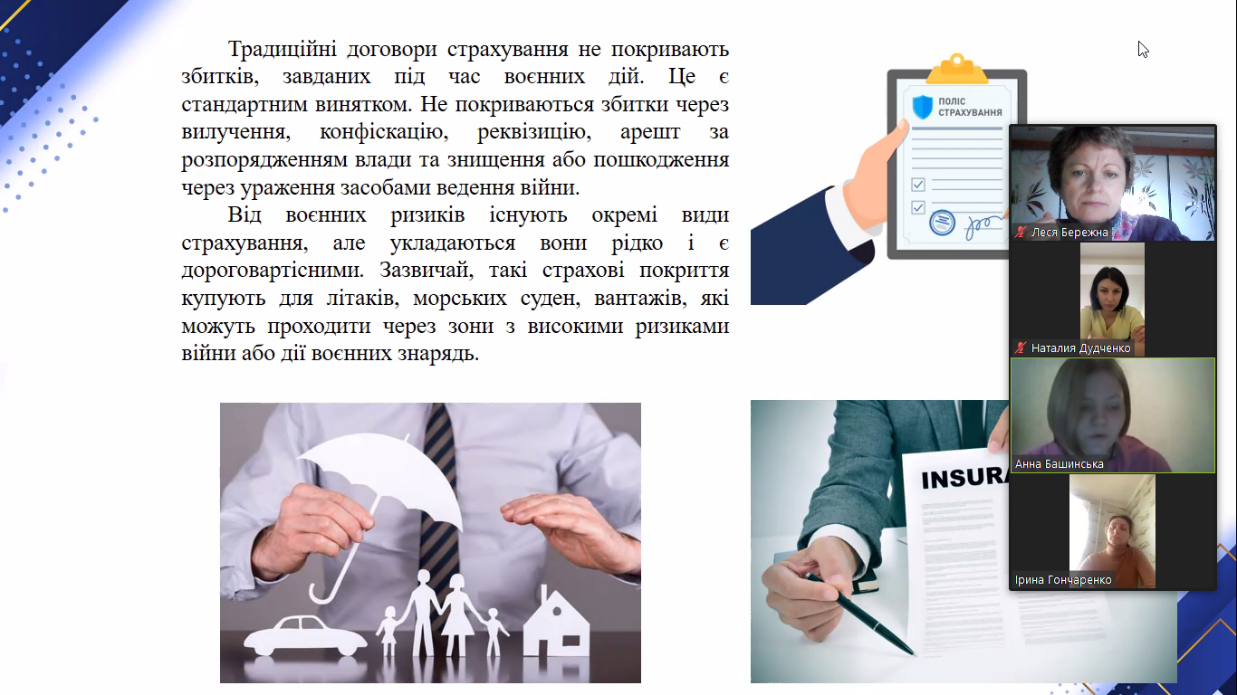 Традиційні договори страхування не покривають
збитків, завданих під час воєнних дій. Це є
стандартним винятком. Не покриваються збитки через
вилучення, конфіскацію, реквізицію, арешт за
розпорядженням влади та знищення або пошкодження
через ураження засобами ведення війни.
Від воєнних ризиків існують окремі види
страхування, але укладаються вони рідко і є
дороговартісними. Зазвичай, такі страхові покриття
купують для літаків, морських суден, вантажів, які
можуть проходити через зони з високими ризиками
війни або дії воєнних знарядь.
ПОЛІС
СТРАХУВАННЯ
Леся Бережна
Наталия Дудченко
Анна Башинська
Ірина Гончаренко
INSURA